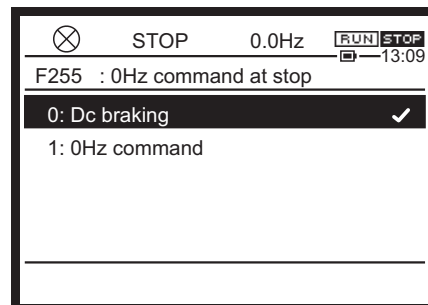 STOP 0.0Hz RUN STOP
13:09
F255 : 0Hz command at stop
0: Dc braking
1: 0Hz command